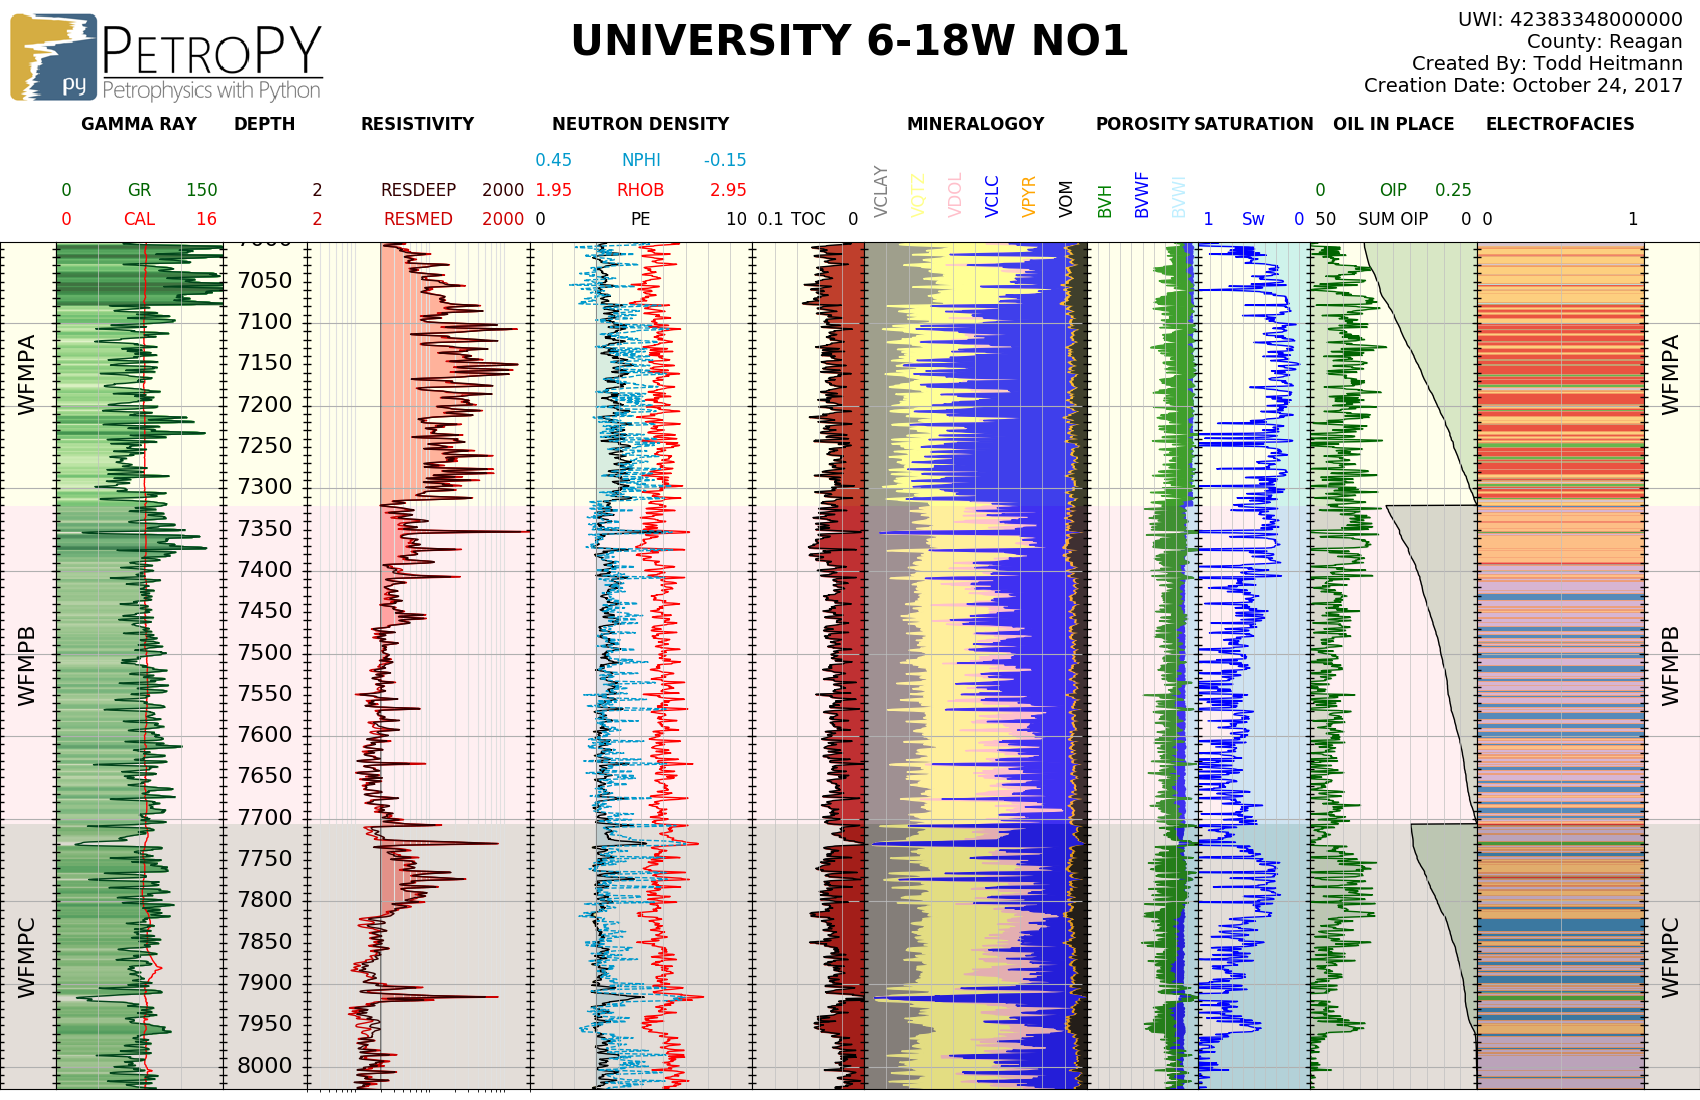 PETROPY
py
Petrophysics with Python
UNIVERSITY 6-18W NO1
UWI: 42383348000000
County: Reagan
Created By: Todd Heitmann
Creation Date: October 24, 2017
GAMMA RAY DEPTH RESISTIVITY NEUTRON DENSITY MINERALOGOY POROSITY SATURATION OIL IN PLACE ELECTROFACIES
0.45 NPHI -0.15
0 GR 150 2 RESDEEP 2000 1.95 RHOB 2.95 0 OIP 0.25
0 CAL 16 2 RESMED 2000 0 PE 10 0.1 TOC 0 1 Sw 0 50 SUM OIP 0 0 1
VCLAY
VQTZ
VDOL
VCLC
VPYR
VOM
BVH
BVWF
BVWI
7000
7050
7100
7150
7200
7250
7300
7350
7400
7450
7500
7550
7600
7650
7700
7750
7800
7850
7900
7950
8000
WFMPA
WFMPB
WFMPC
WFMPA
WFMPB
WFMPC